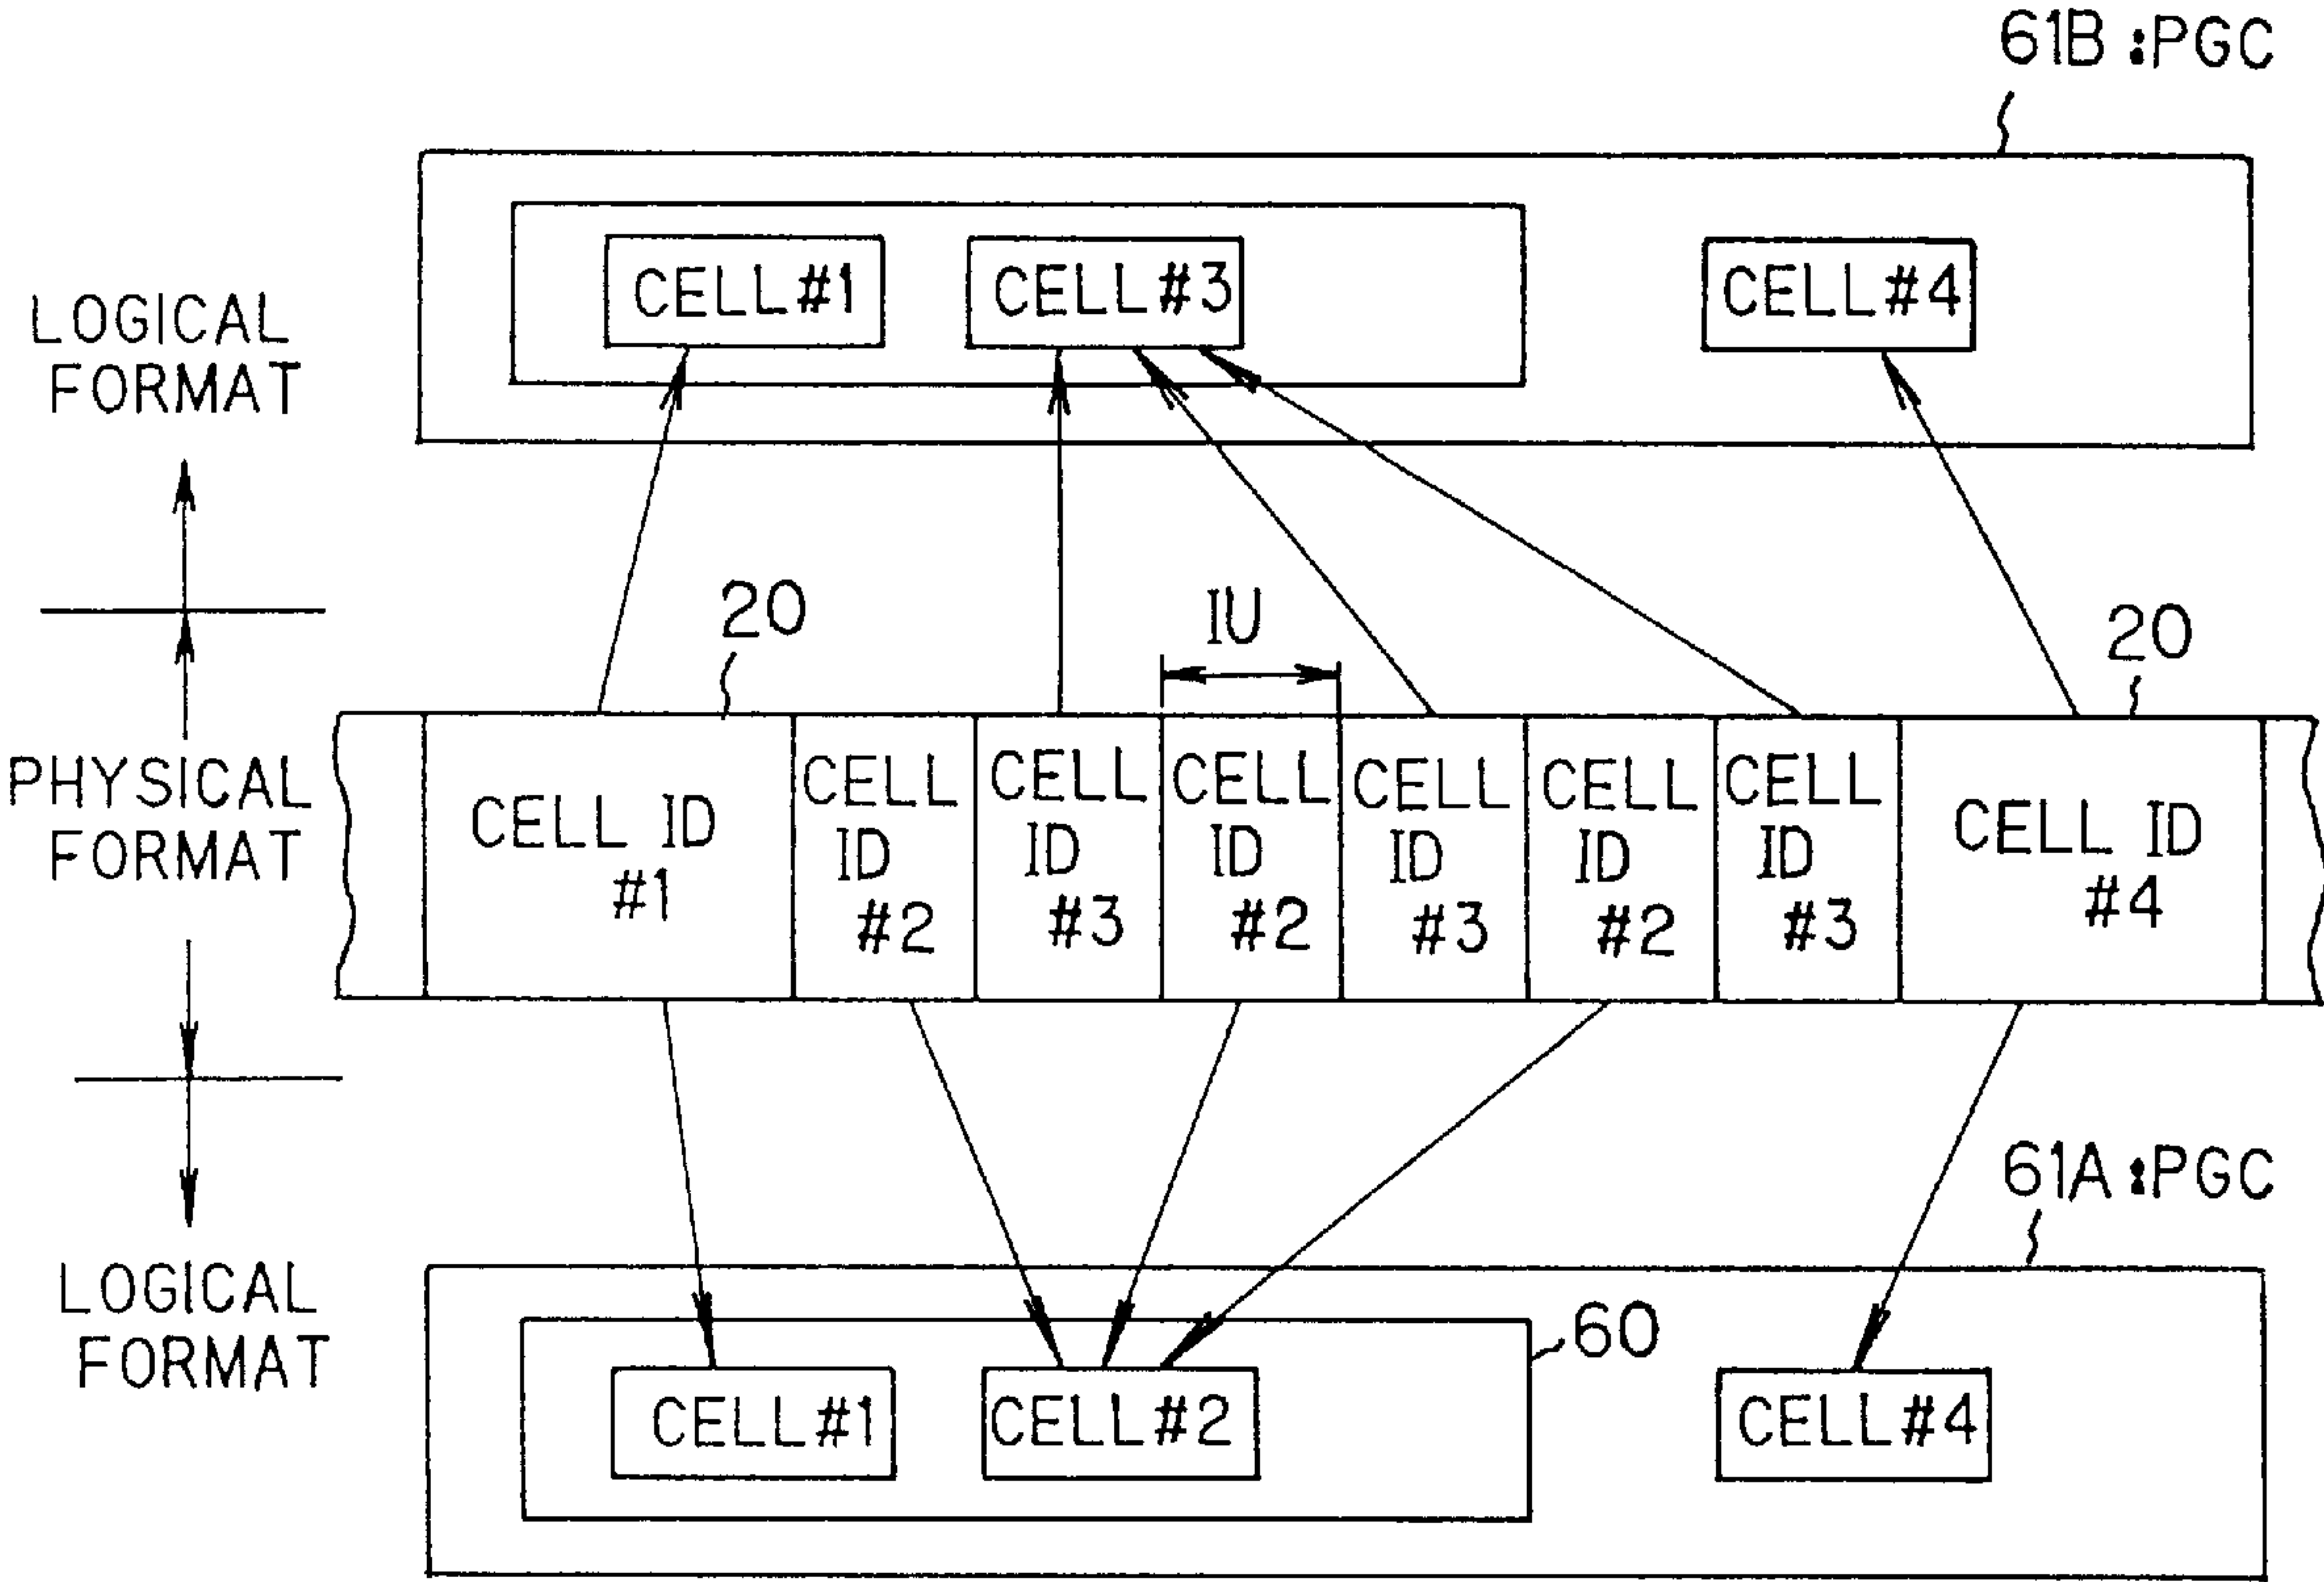 61B :PGC
CELL #1
CELL #3
CELL #4
LOGICAL
FORMAT
20
IU
20
PHYSICAL
FORMAT
CELL ID
#1
CELL
ID
#2
CELL
ID
#3
CELL
ID
#2
CELL
ID
#3
CELL
ID
#2
CELL
ID
#3
CELL ID
#4
61A :PGC
LOGICAL
FORMAT
60
CELL #1
CELL #2
CELL #4